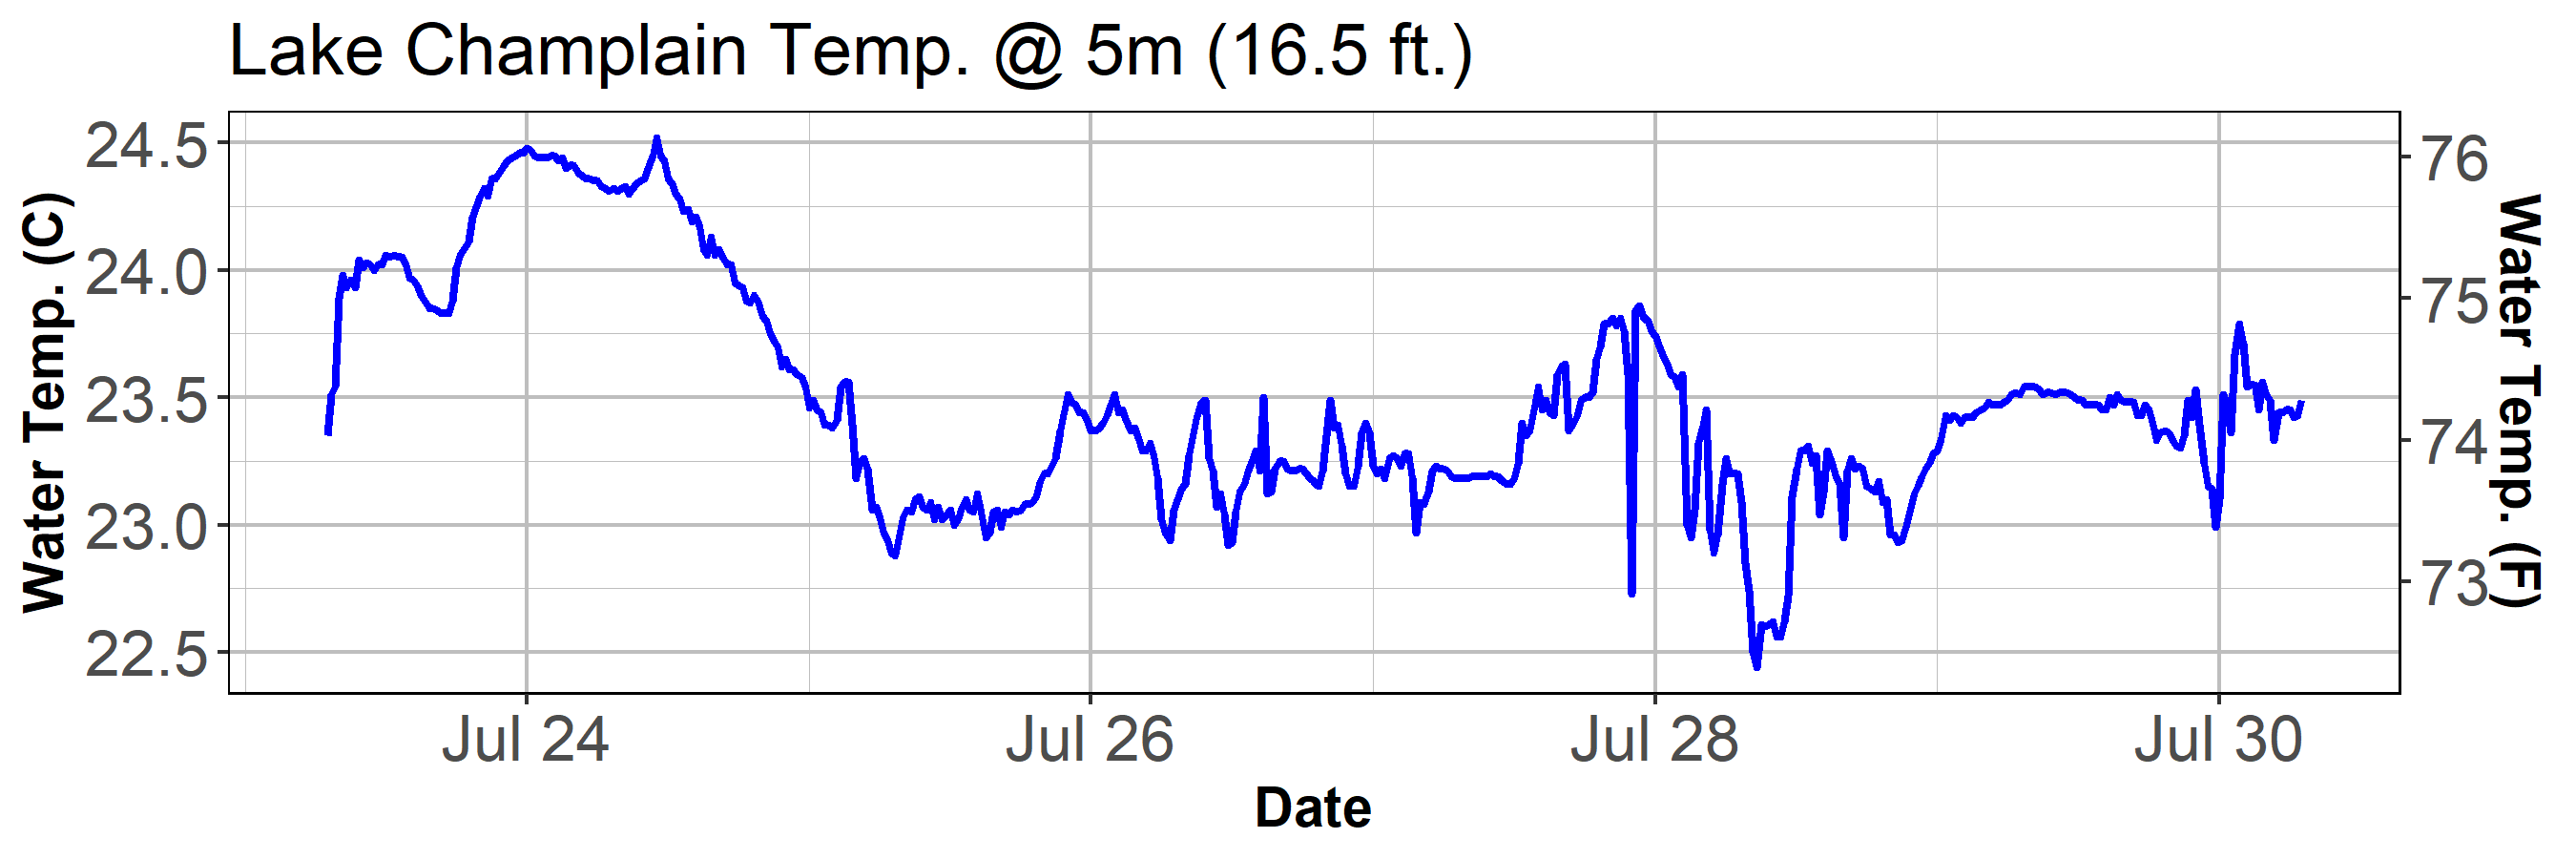 Lake Champlain Temp. @ 5m (16.5 ft.)
Water Temp. (C)
24.5
24.0
23.5
23.0
22.5
76
75
74
73
Water Temp. (F)
Jul 24
Jul 26
Jul 28
Jul 30
Date